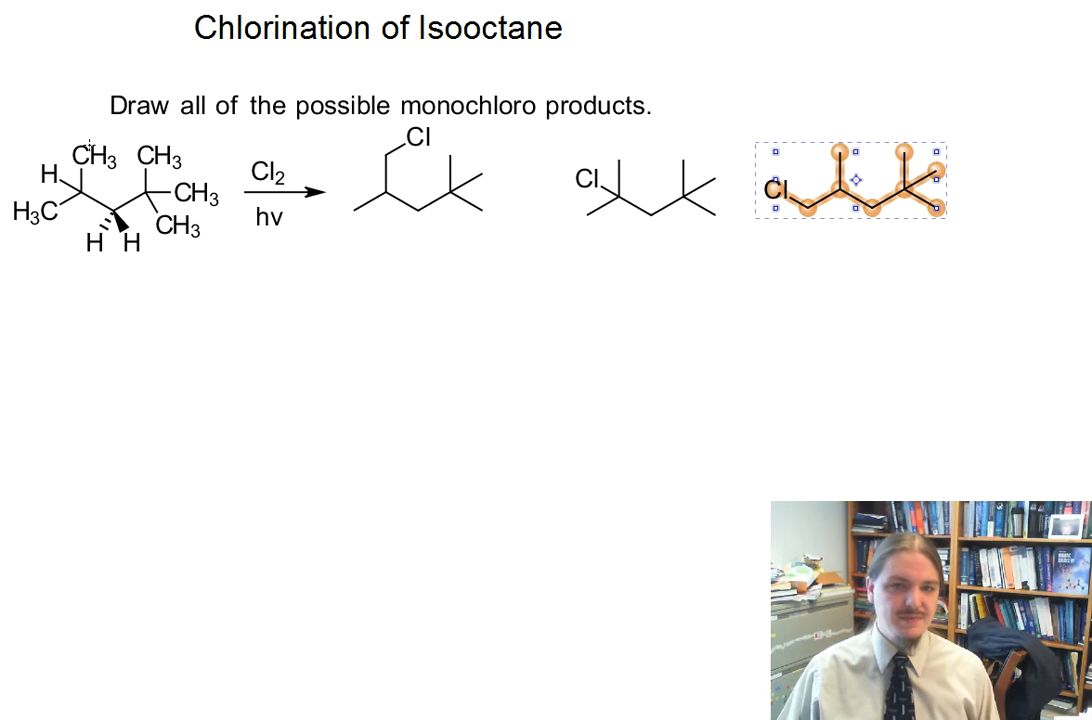 Chlorination of Isooctane
Draw all of the possible monochloro products.
CH3 CH3
H
CH3
H3C
CH3
H H
Cl2
hv
Cl
Cl
Cl